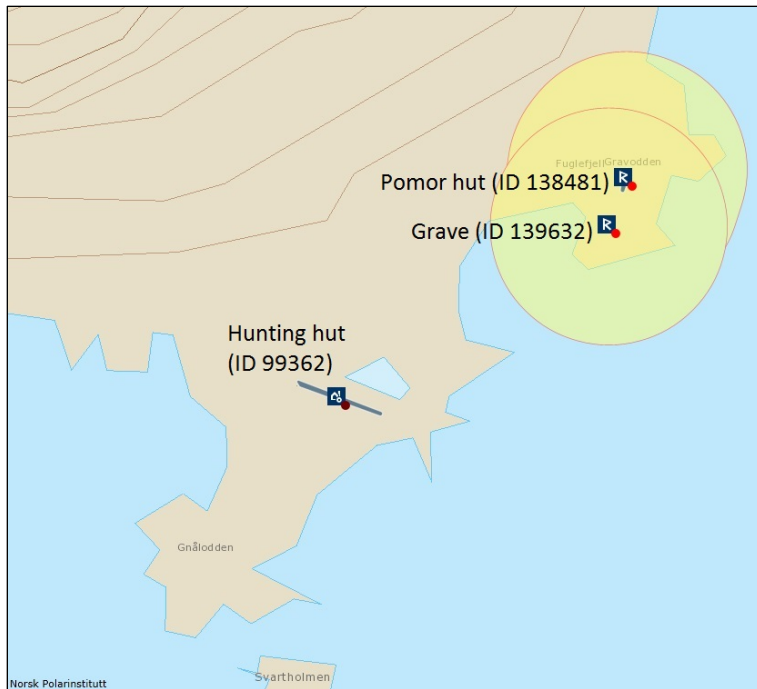 Fuglefjell
Gravodden
Pomor hut (ID 138481)
Grave (ID 139632)
Hunting hut
(ID 99362)
Gnålodden
Svartholmen
Norsk Polarinstitutt